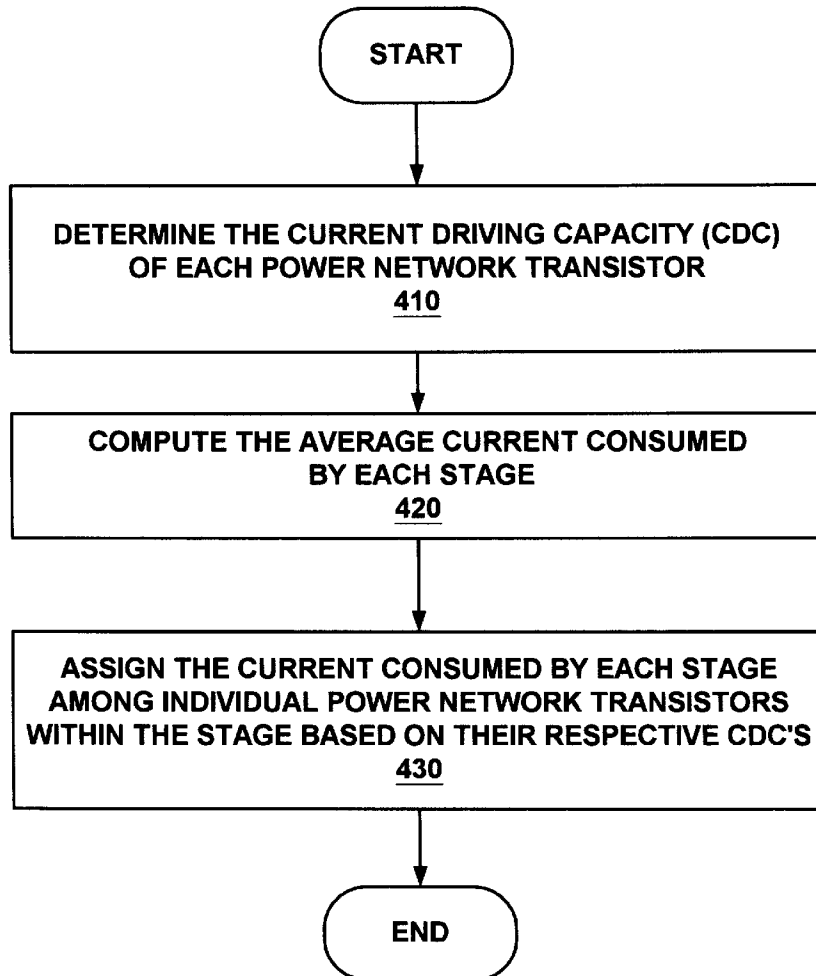 START
DETERMINE THE CURRENT DRIVING CAPACITY (CDC)
OF EACH POWER NETWORK TRANSISTOR
410
COMPUTE THE AVERAGE CURRENT CONSUMED
BY EACH STAGE
420
ASSIGN THE CURRENT CONSUMED BY EACH STAGE
AMONG INDIVIDUAL POWER NETWORK TRANSISTORS
WITHIN THE STAGE BASED ON THEIR RESPECTIVE CDC'S
430
END